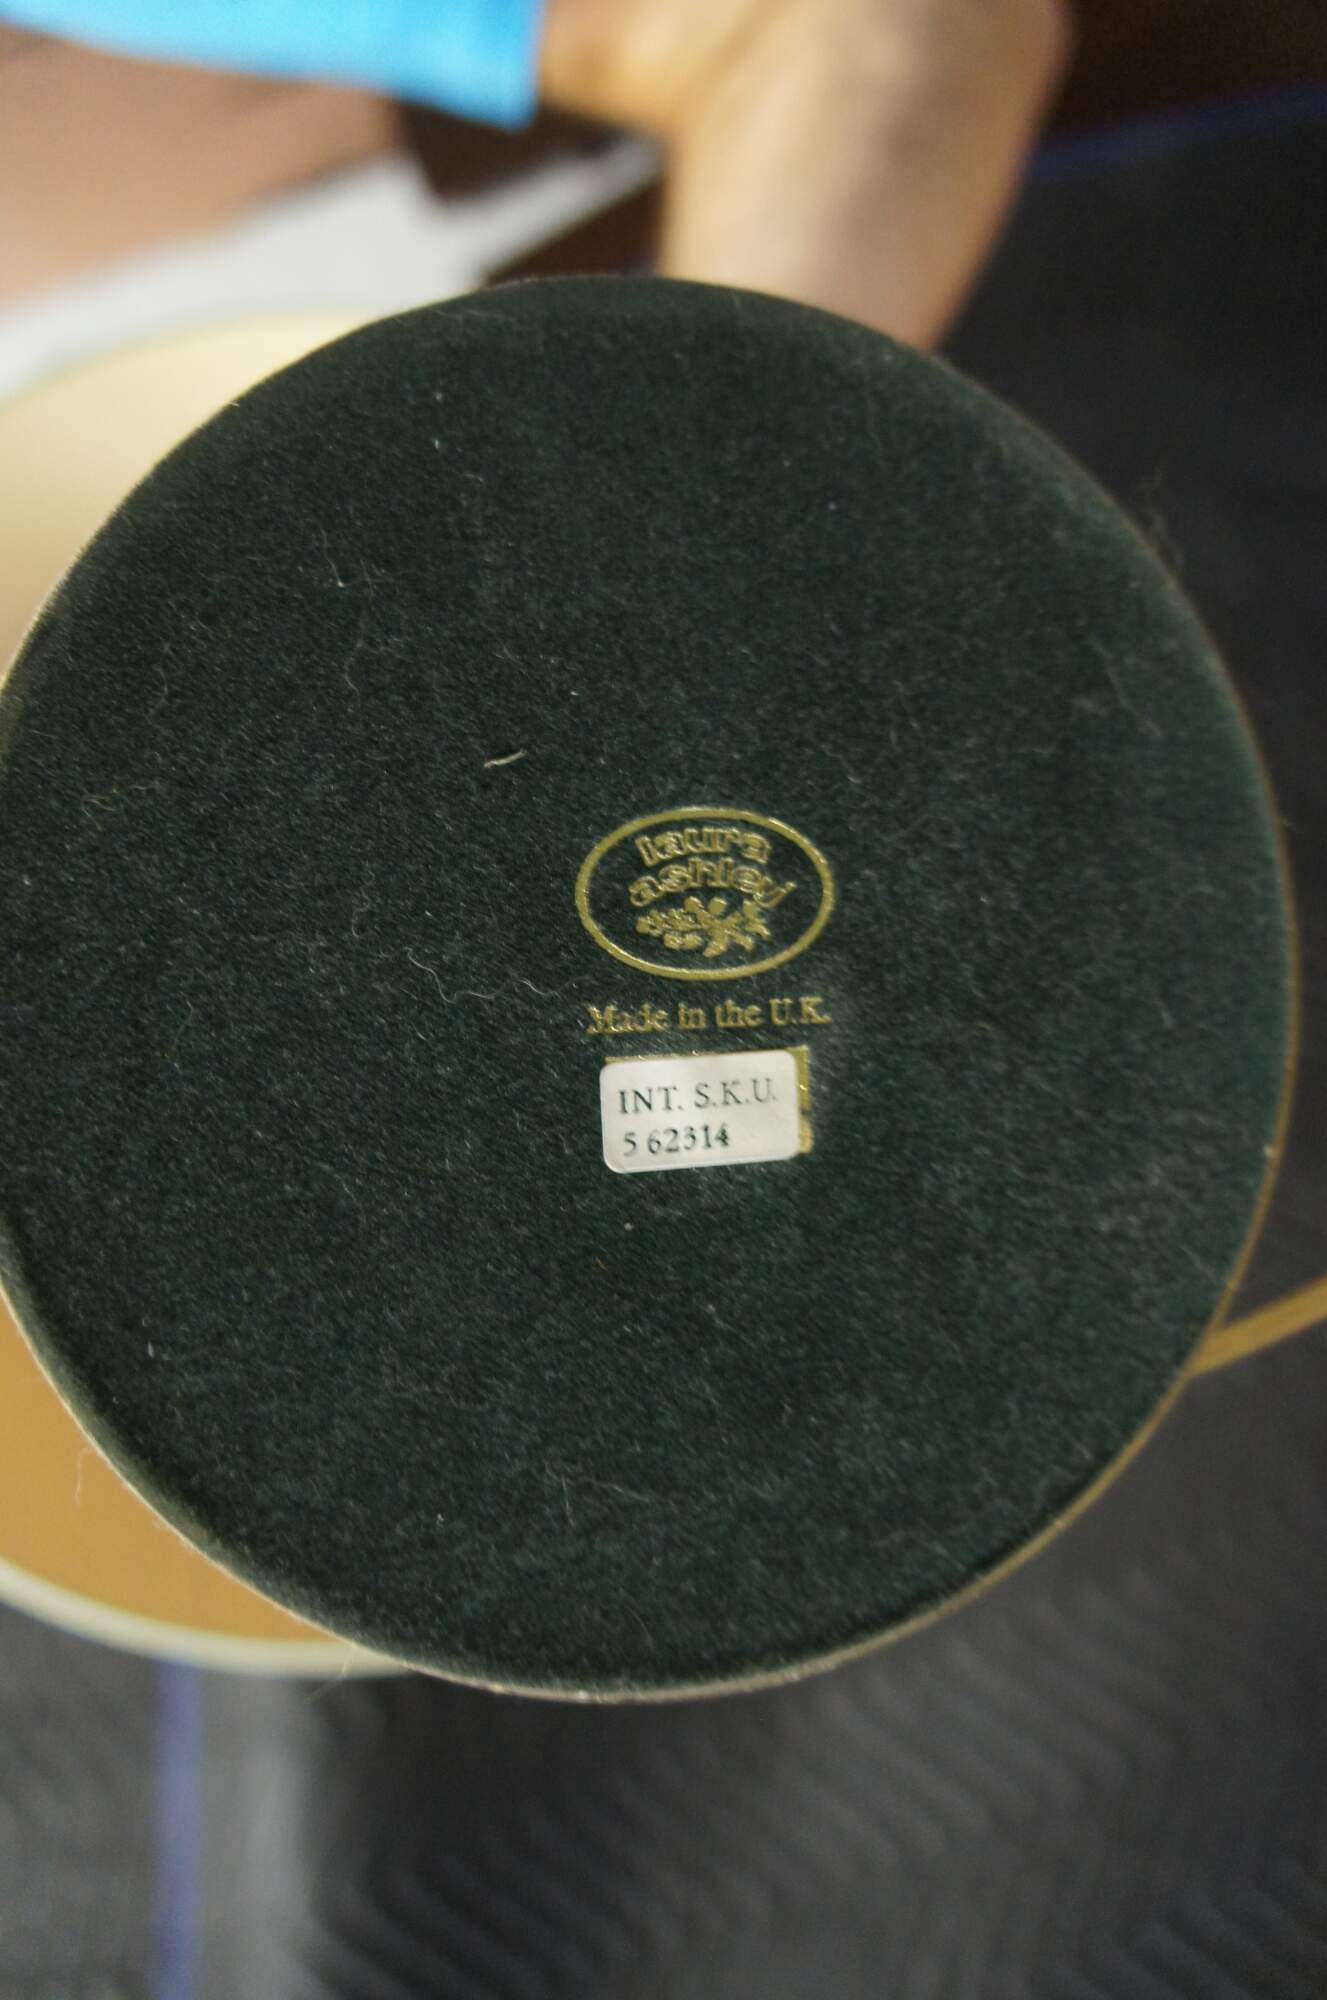 laura
ashley
Made in the U.K.
INT. S.K.U.
5 62314